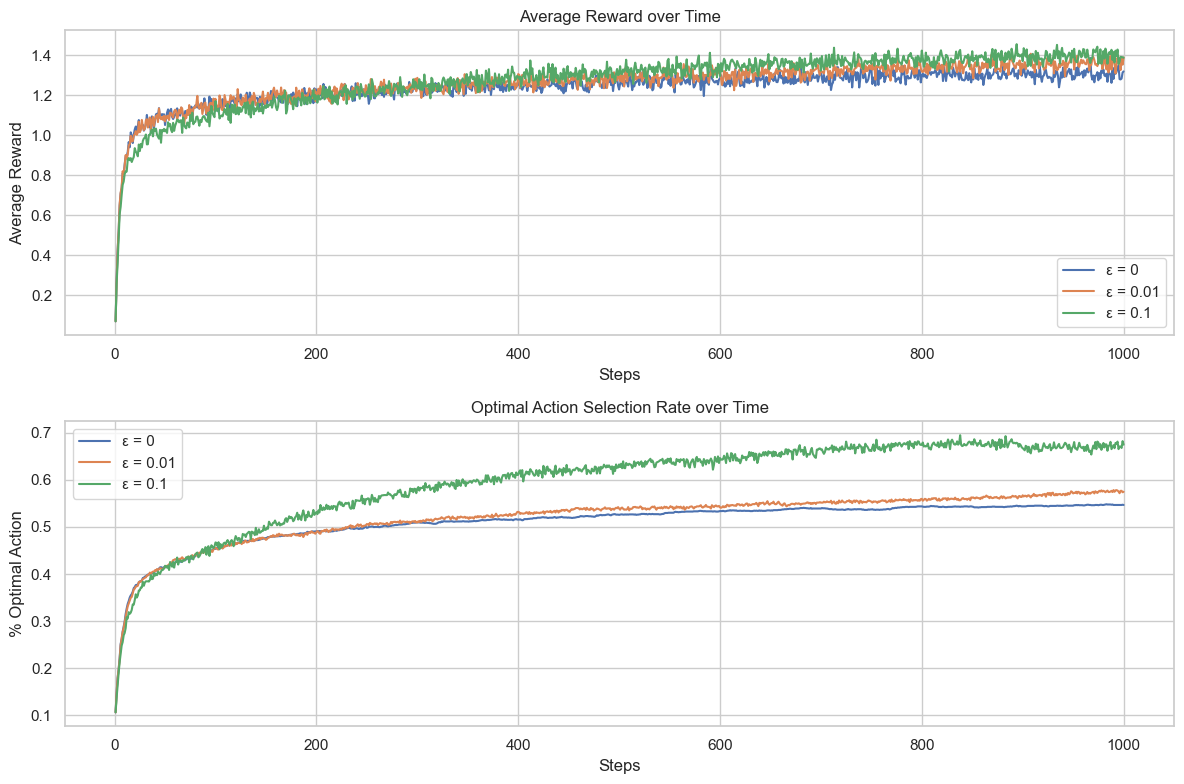 Average Reward over Time
1.4
1.2
1.0
0.8
0.6
0.4
0.2
Average Reward
ε = 0
ε = 0.01
ε = 0.1
0 200 400 600 800 1000
Steps
Optimal Action Selection Rate over Time
0.7
0.6
0.5
0.4
0.3
0.2
0.1
% Optimal Action
ε = 0
ε = 0.01
ε = 0.1
0 200 400 600 800 1000
Steps